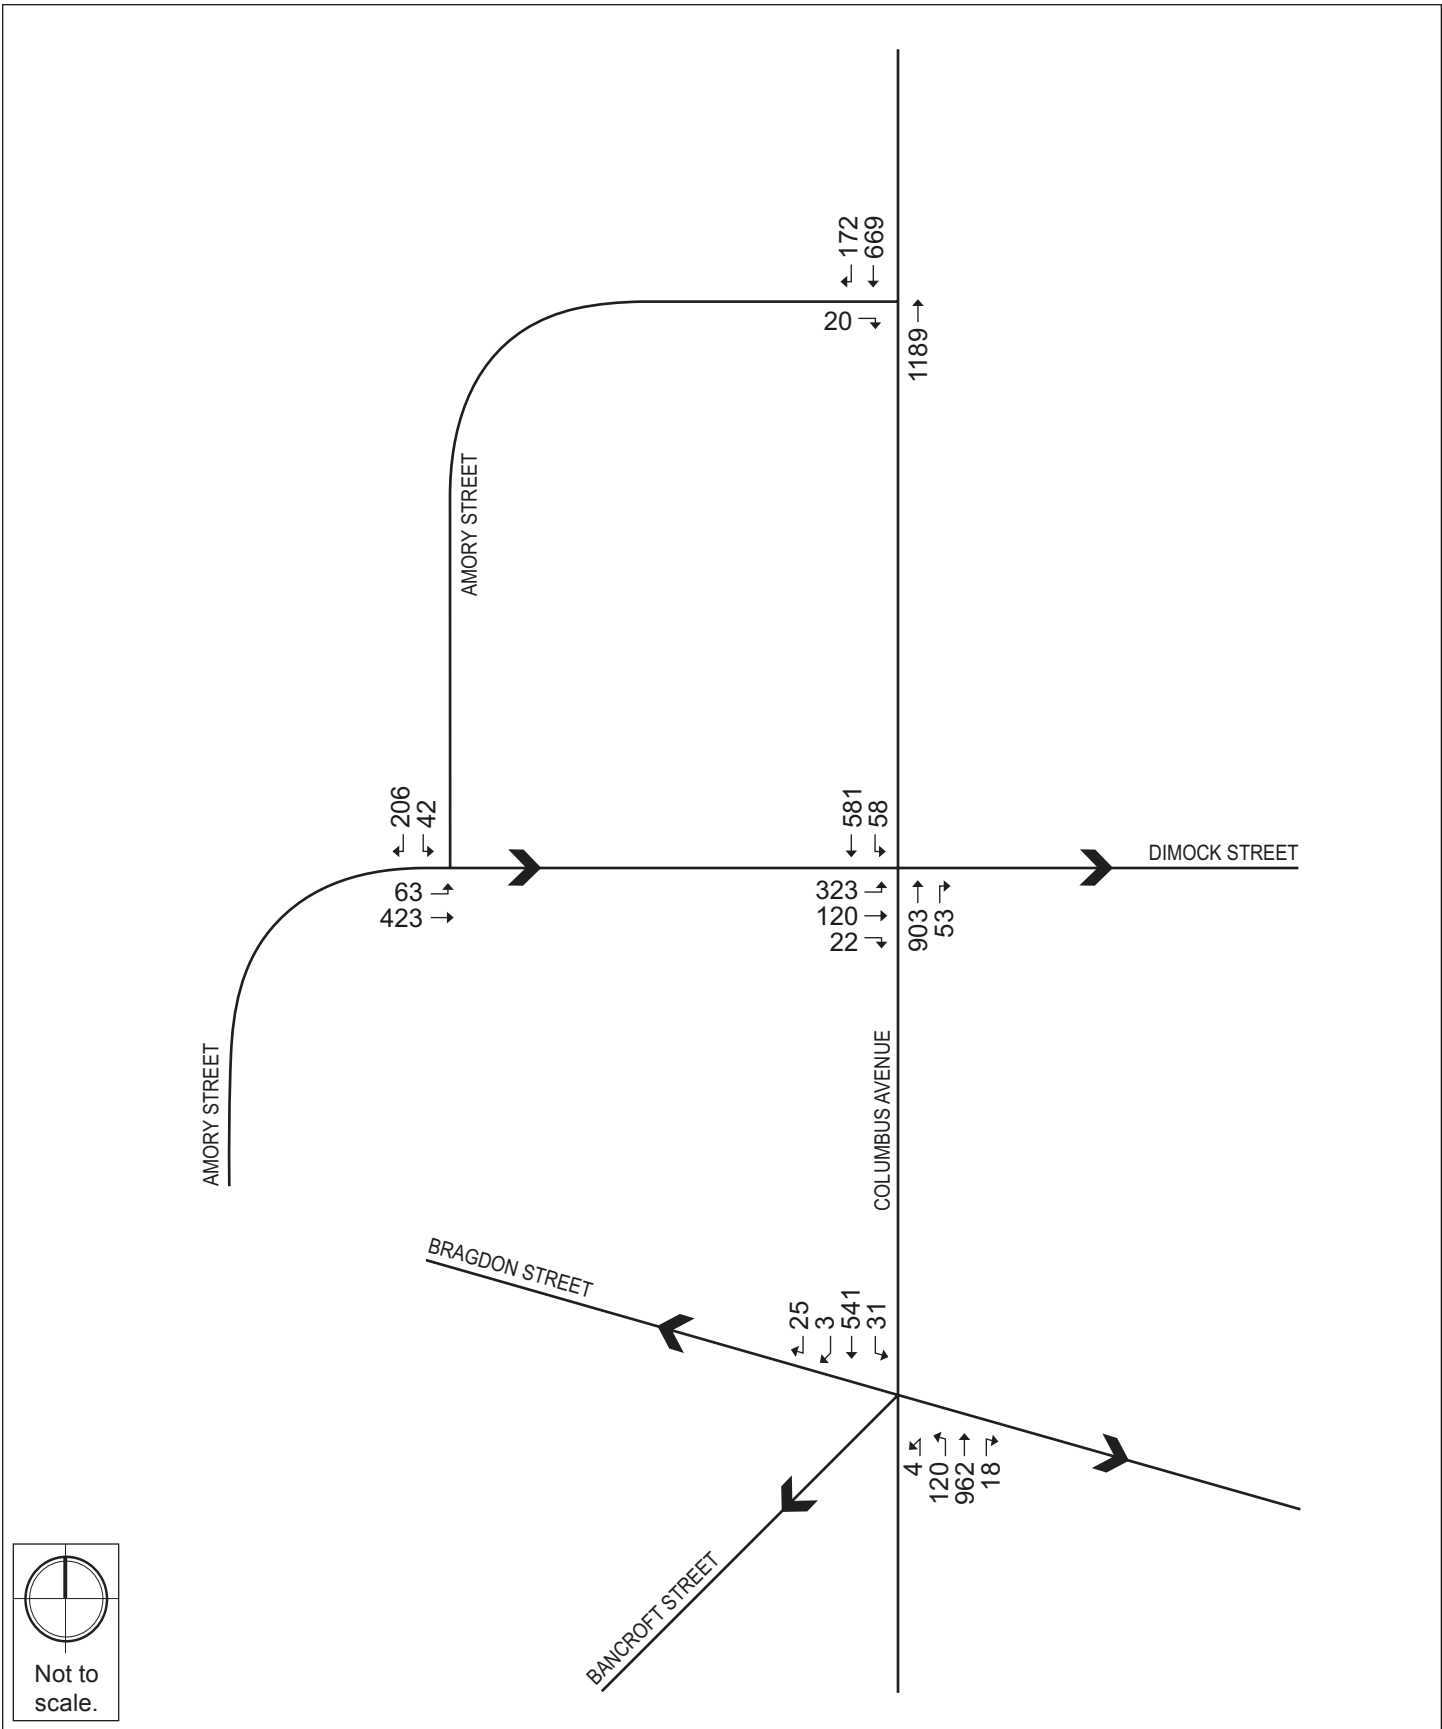 172
669
20
1189
AMORY STREET
206
42
63
423
581
58
DIMOCK STREET
323
120
22
903
53
COLUMBUS AVENUE
AMORY STREET
BRAGDON STREET
25
3
541
31
4
120
962
18
BANCROFT STREET
Not to
scale.